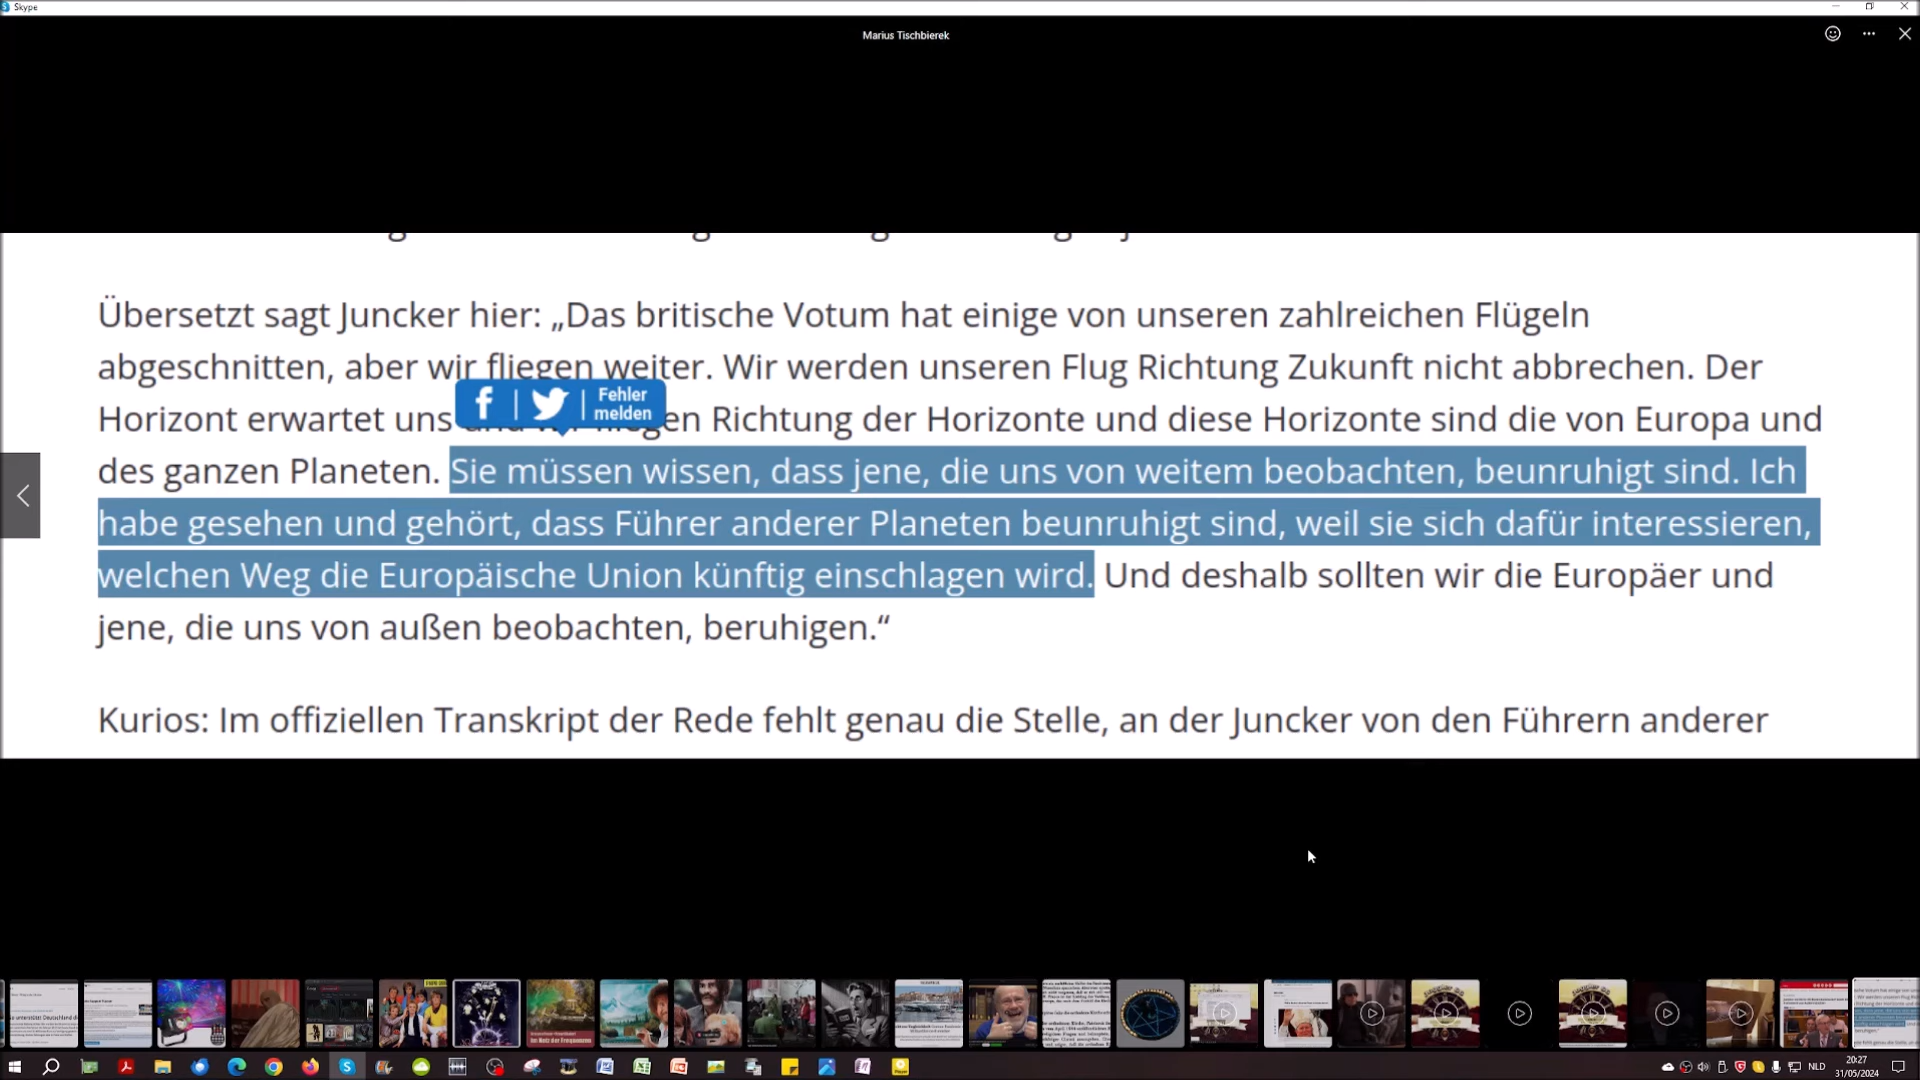 Skype
Marius Tischbierek
Übersetzt sagt Juncker hier: „Das britische Votum hat einige von unseren zahlreichen Flügeln
abgeschnitten, aber wir fliegen weiter. Wir werden unseren Flug Richtung Zukunft nicht abbrechen. Der
Fehler
melden
Horizont erwartet uns und wir fliegen Richtung der Horizonte und diese Horizonte sind die von Europa und
des ganzen Planeten. Sie müssen wissen, dass jene, die uns von weitem beobachten, beunruhigt sind. Ich
habe gesehen und gehört, dass Führer anderer Planeten beunruhigt sind, weil sie sich dafür interessieren,
welchen Weg die Europäische Union künftig einschlagen wird. Und deshalb sollten wir die Europäer und
jene, die uns von außen beobachten, beruhigen.“
Kurios: Im offiziellen Transkript der Rede fehlt genau die Stelle, an der Juncker von den Führern anderer
NLD
20:27
31/05/2024